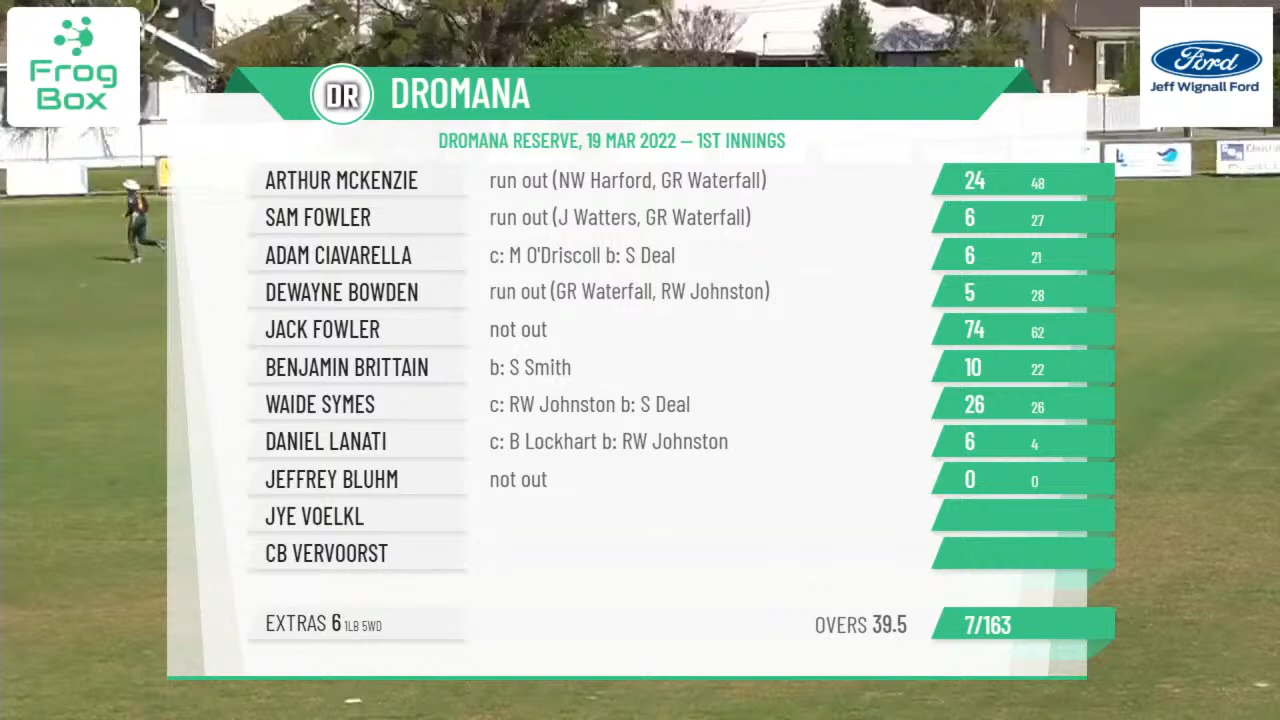 Frog
Box
Ford
Jeff Wignall Ford
DR DROMANA
DROMANA RESERVE, 19 MAR 2022 – 1ST INNINGS
ARTHUR MCKENZIE run out (NW Harford, GR Waterfall) 24 48
SAM FOWLER run out (J Watters, GR Waterfall) 6 27
ADAM CIAVARELLA c: M O'Driscoll b: S Deal 6 21
DEWAYNE BOWDEN run out (GR Waterfall, RW Johnston) 5 28
JACK FOWLER not out 74 62
BENJAMIN BRITTAIN b: S Smith 10 22
WAIDE SYMES c: RW Johnston b: S Deal 26 26
DANIEL LANATI c: B Lockhart b: RW Johnston 6 4
JEFFREY BLUHM not out 0 0
JYE VOELKL
CB VERVOORST
EXTRAS 6 1LB 5WD OVERS 39.5 7/163